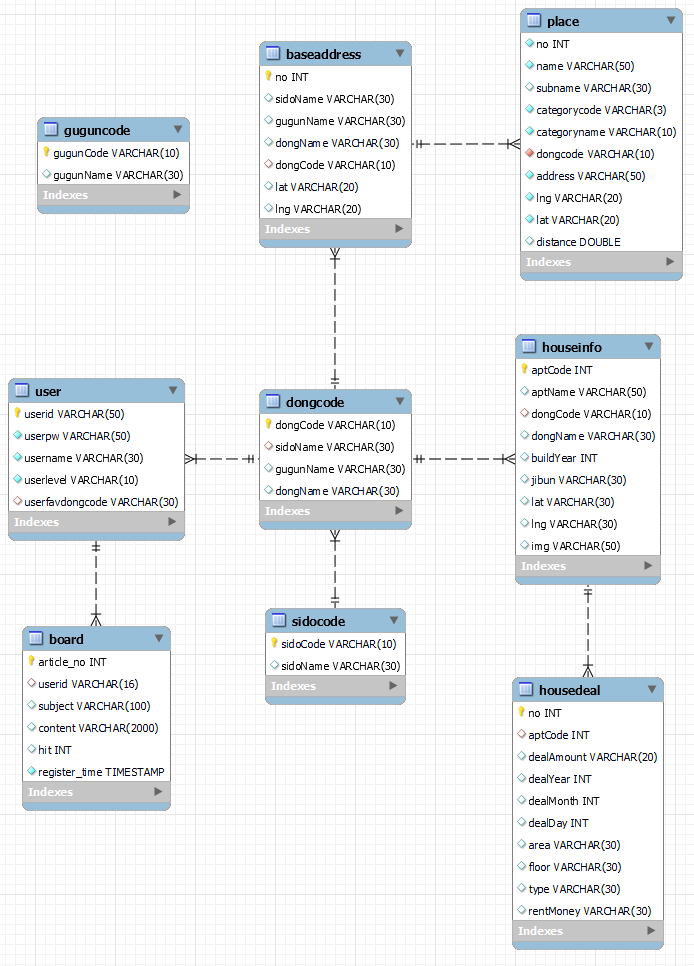 place
no INT
name VARCHAR(50)
subname VARCHAR(30)
categorycode VARCHAR(3)
categoryname VARCHAR(10)
dongcode VARCHAR(10)
address VARCHAR(50)
lng VARCHAR(20)
lat VARCHAR(20)
distance DOUBLE
Indexes
baseaddress
no INT
sidoName VARCHAR(30)
gugunName VARCHAR(30)
dongName VARCHAR(30)
dongCode VARCHAR(10)
lat VARCHAR(20)
lng VARCHAR(20)
Indexes
guguncode
gugunCode VARCHAR(10)
gugunName VARCHAR(30)
Indexes
houseinfo
aptCode INT
aptName VARCHAR(50)
dongCode VARCHAR(10)
dongName VARCHAR(30)
buildYear INT
jibun VARCHAR(30)
lat VARCHAR(30)
lng VARCHAR(30)
img VARCHAR(50)
Indexes
user
userid VARCHAR(50)
userpw VARCHAR(50)
username VARCHAR(30)
userlevel VARCHAR(10)
userfavdongcode VARCHAR(30)
Indexes
dongcode
dongCode VARCHAR(10)
sidoName VARCHAR(30)
gugunName VARCHAR(30)
dongName VARCHAR(30)
Indexes
sidocode
sidoCode VARCHAR(10)
sidoName VARCHAR(30)
Indexes
board
article_no INT
userid VARCHAR(16)
subject VARCHAR(100)
content VARCHAR(2000)
hit INT
register_time TIMESTAMP
Indexes
housedeal
no INT
aptCode INT
dealAmount VARCHAR(20)
dealYear INT
dealMonth INT
dealDay INT
area VARCHAR(30)
floor VARCHAR(30)
type VARCHAR(30)
rentMoney VARCHAR(30)
Indexes